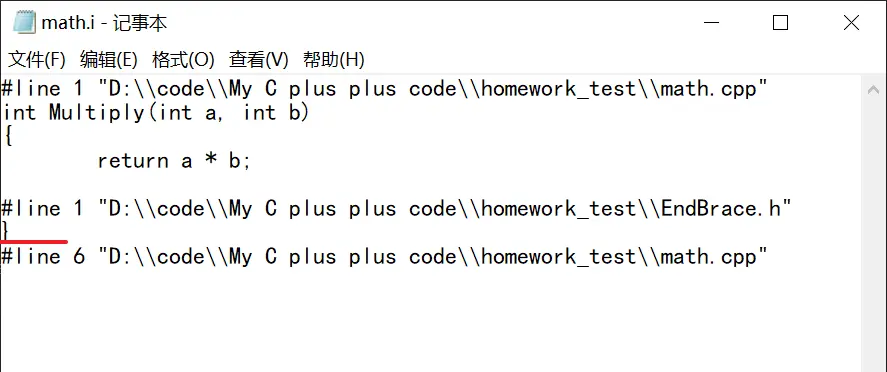 math.i - 记事本
文件(F) 编辑(E) 格式(O) 查看(V) 帮助(H)
#line 1 "D:\\code\\My C plus plus code\\homework_test\\math.cpp"
int Multiply(int a, int b)
{
        return a * b;
#line 1 "D:\\code\\My C plus plus code\\homework_test\\EndBrace.h"
}
#line 6 "D:\\code\\My C plus plus code\\homework_test\\math.cpp"